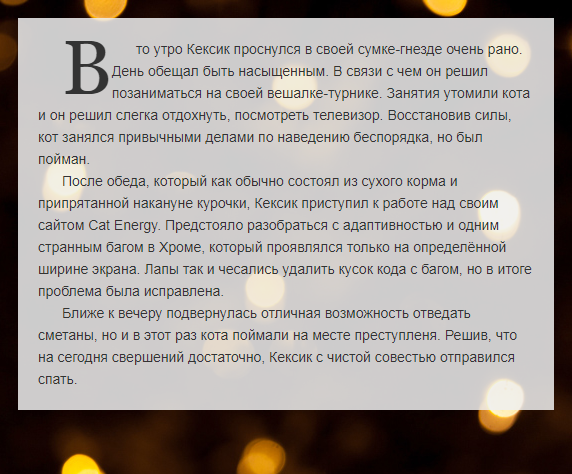 В то утро Кексик проснулся в своей сумке-гнезде очень рано.
День обещал быть насыщенным. В связи с чем он решил
позаниматься на своей вешалке-турнике. Занятия утомили кота
и он решил слегка отдохнуть, посмотреть телевизор. Восстановив силы,
кот занялся привычными делами по наведению беспорядка, но был
пойман.
После обеда, который как обычно состоял из сухого корма и
припрятанной накануне курочки, Кексик приступил к работе над своим
сайтом Cat Energy. Предстояло разобраться с адаптивностью и одним
странным багом в Хроме, который проявлялся только на определённой
ширине экрана. Лапы так и чесались удалить кусок кода с багом, но в итоге
проблема была исправлена.
Ближе к вечеру подвернулась отличная возможность отведать
сметаны, но и в этот раз кота поймали на месте преступленя. Решив, что
на сегодня свершений достаточно, Кексик с чистой совестью отправился
спать.